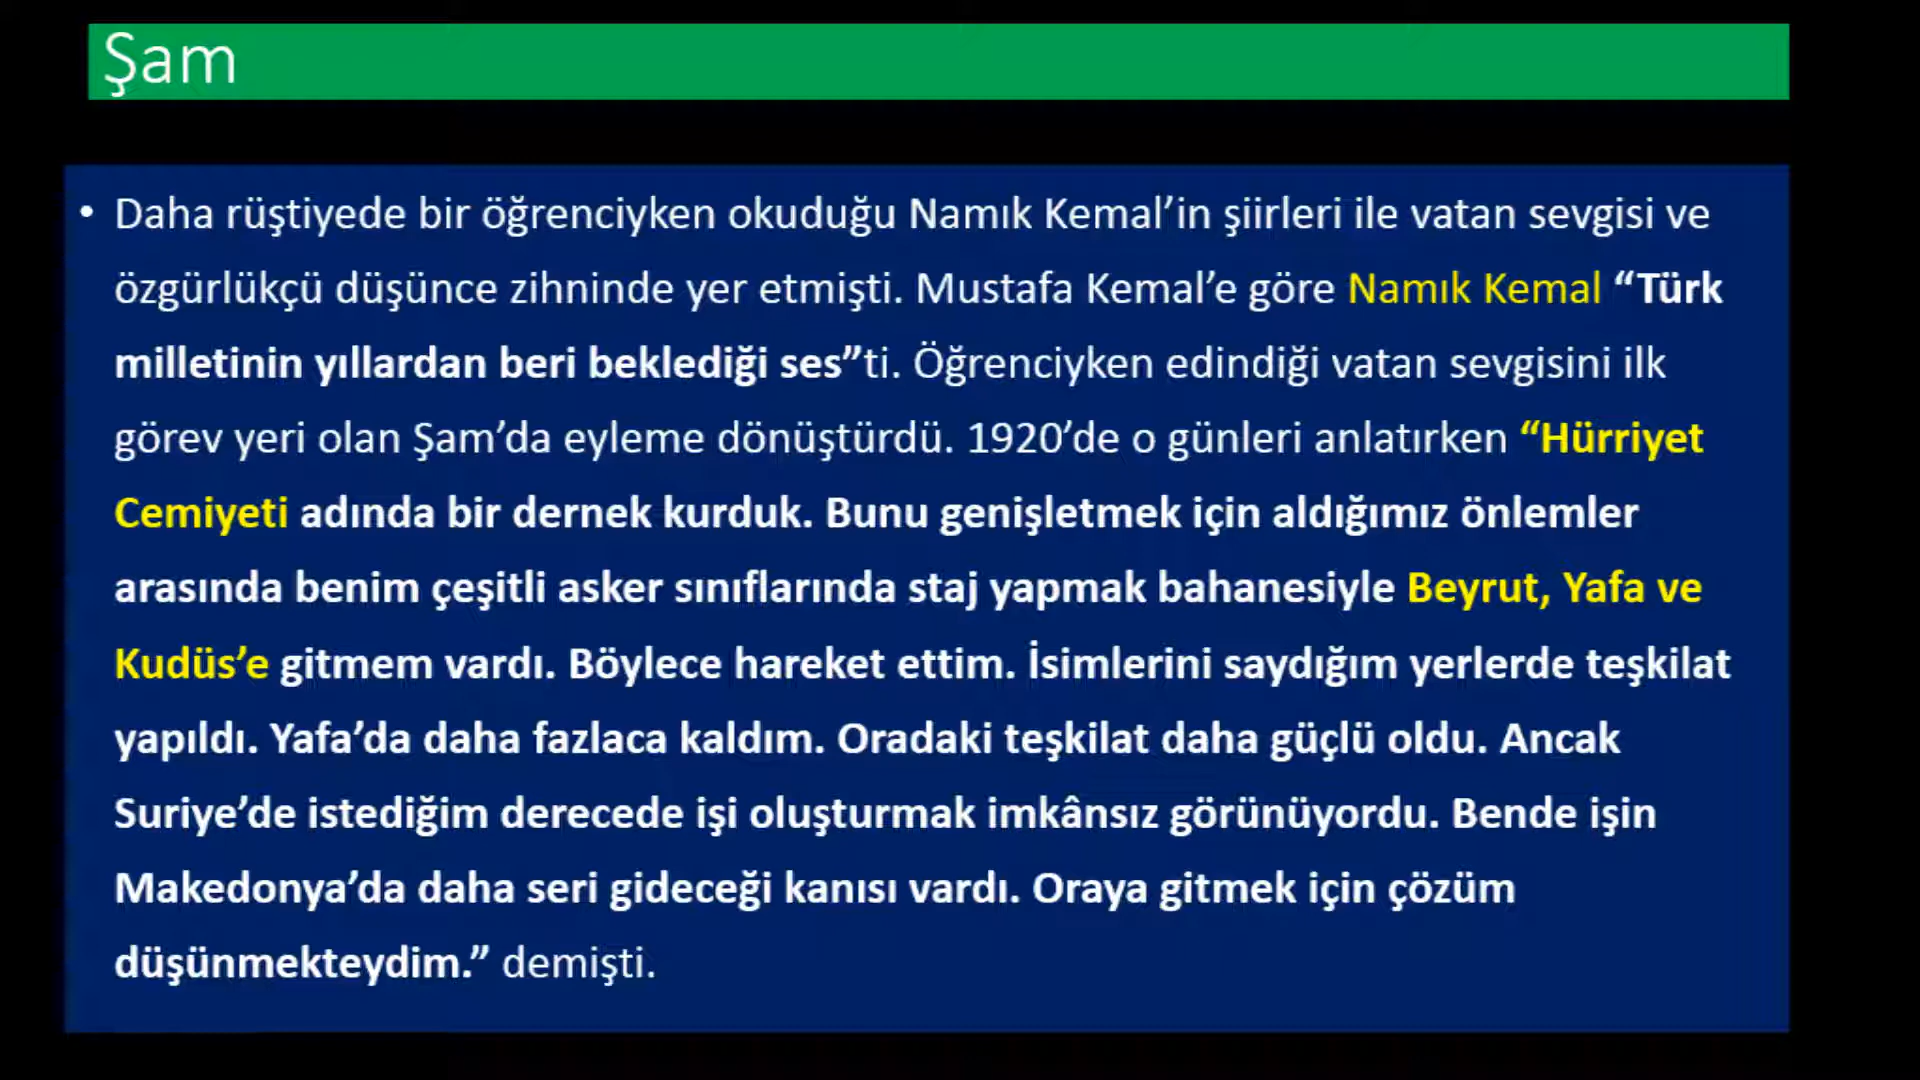 Şam
• Daha rüştiyede bir öğrenciyken okuduğu Namık Kemal’in şiirleri ile vatan sevgisi ve
özgürlükçü düşünce zihninde yer etmişti. Mustafa Kemal’e göre Namık Kemal “Türk
milletinin yıllardan beri beklediği ses”ti. Öğrenciyken edindiği vatan sevgisini ilk
görev yeri olan Şam’da eyleme dönüştürdü. 1920’de o günleri anlatırken “Hürriyet
Cemiyeti adında bir dernek kurduk. Bunu genişletmek için aldığımız önlemler
arasında benim çeşitli asker sınıflarında staj yapmak bahanesiyle Beyrut, Yafa ve
Kudüs’e gitmem vardı. Böylece hareket ettim. İsimlerini saydığım yerlerde teşkilat
yapıldı. Yafa’da daha fazlaca kaldım. Oradaki teşkilat daha güçlü oldu. Ancak
Suriye’de istediğim derecede işi oluşturmak imkânsız görünüyordu. Bende işin
Makedonya’da daha seri gideceği kanısı vardı. Oraya gitmek için çözüm
düşünmekteydim.” demişti.